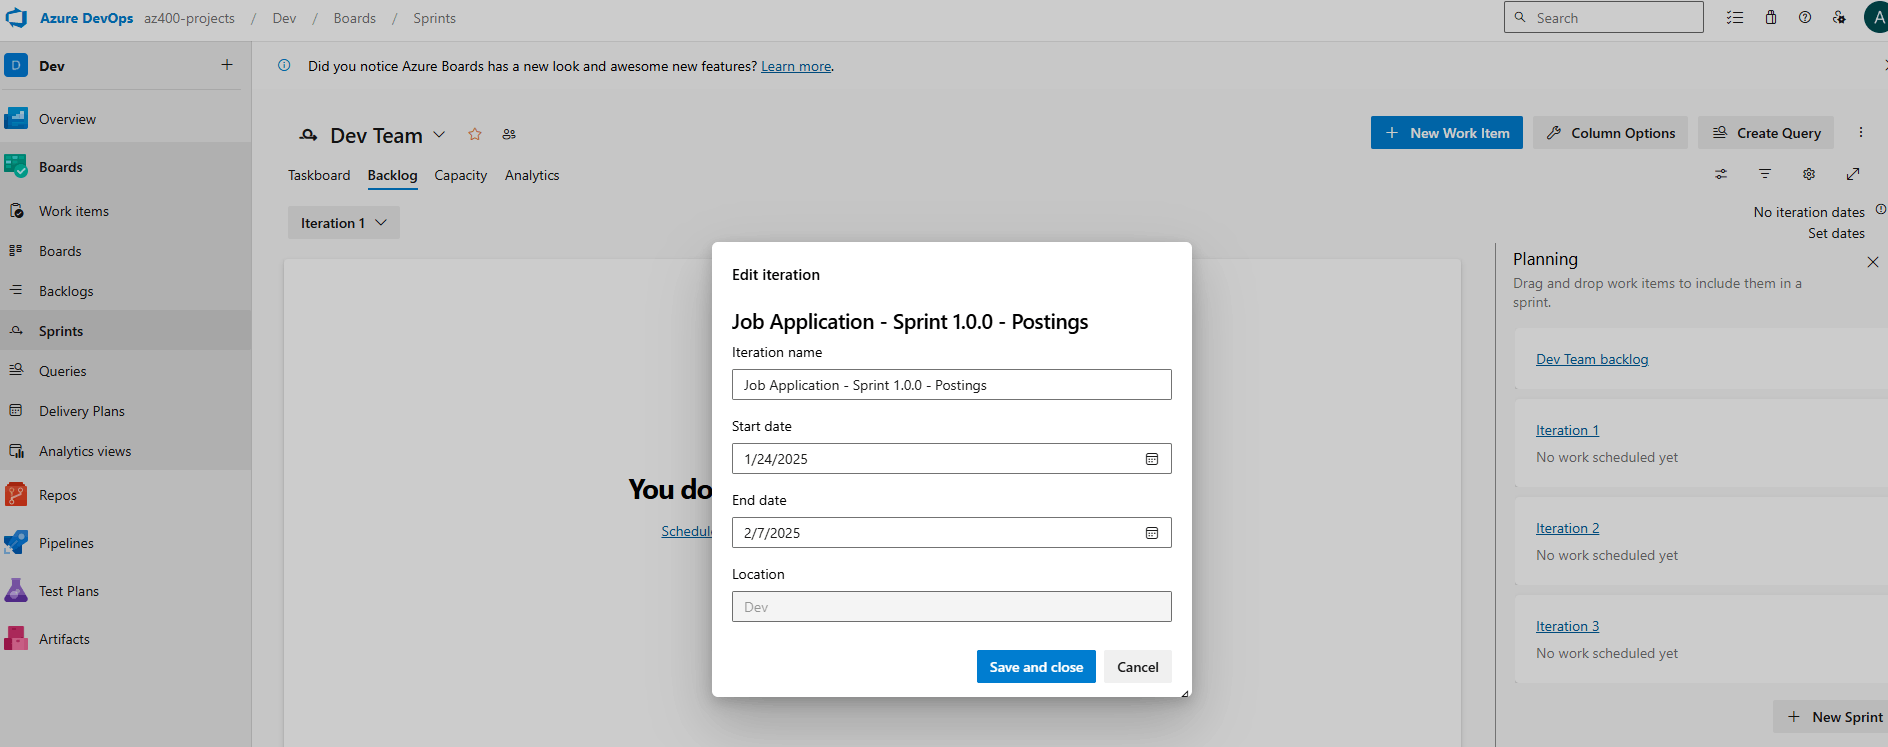 Azure DevOps az400-projects / Dev / Boards / Sprints
Search
A
D Dev
Did you notice Azure Boards has a new look and awesome new features? Learn more.
Overview
Boards
Work items
Boards
Backlogs
Sprints
Queries
Delivery Plans
Analytics views
Repos
Pipelines
Test Plans
Artifacts
Dev Team
New Work Item
Column Options
Create Query
Taskboard Backlog Capacity Analytics
Iteration 1
No iteration dates
Set dates
You do
Schedul
Edit iteration
Job Application - Sprint 1.0.0 - Postings
Iteration name
Job Application - Sprint 1.0.0 - Postings
Start date
1/24/2025
End date
2/7/2025
Location
Dev
Save and close
Cancel
Planning
Drag and drop work items to include them in a
sprint.
Dev Team backlog
Iteration 1
No work scheduled yet
Iteration 2
No work scheduled yet
Iteration 3
No work scheduled yet
New Sprint